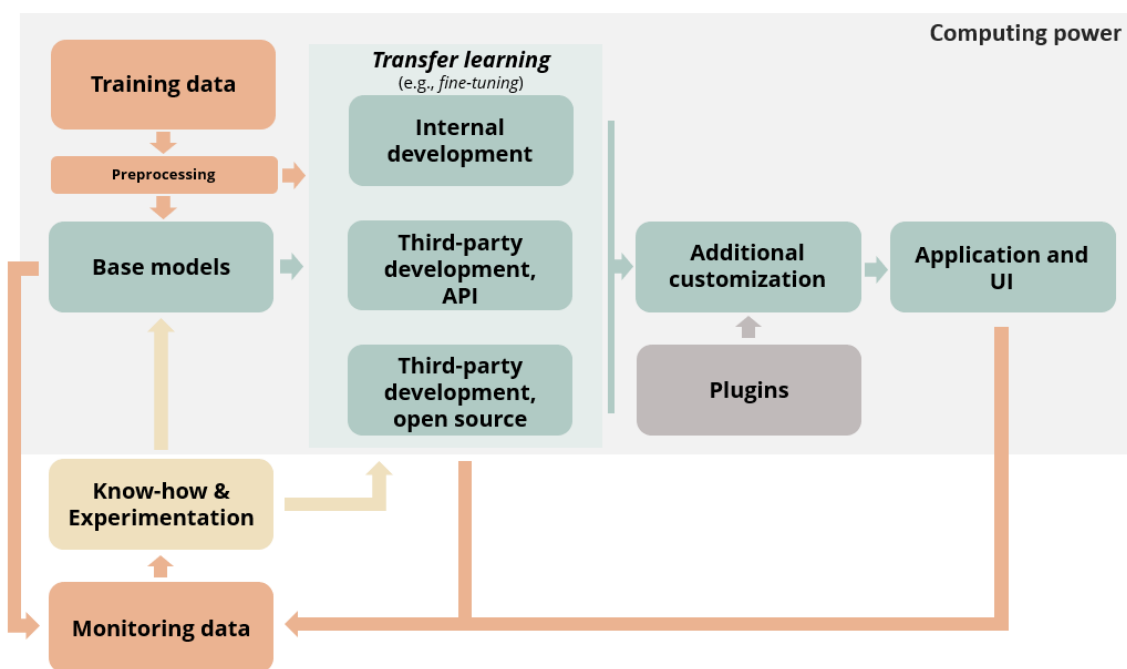 Computing power
Training data
Preprocessing
Base models
Transfer learning
(e.g., fine-tuning)
Internal
development
Third-party
development,
API
Third-party
development,
open source
Additional
customization
Plugins
Application and
UI
Know-how &
Experimentation
Monitoring data